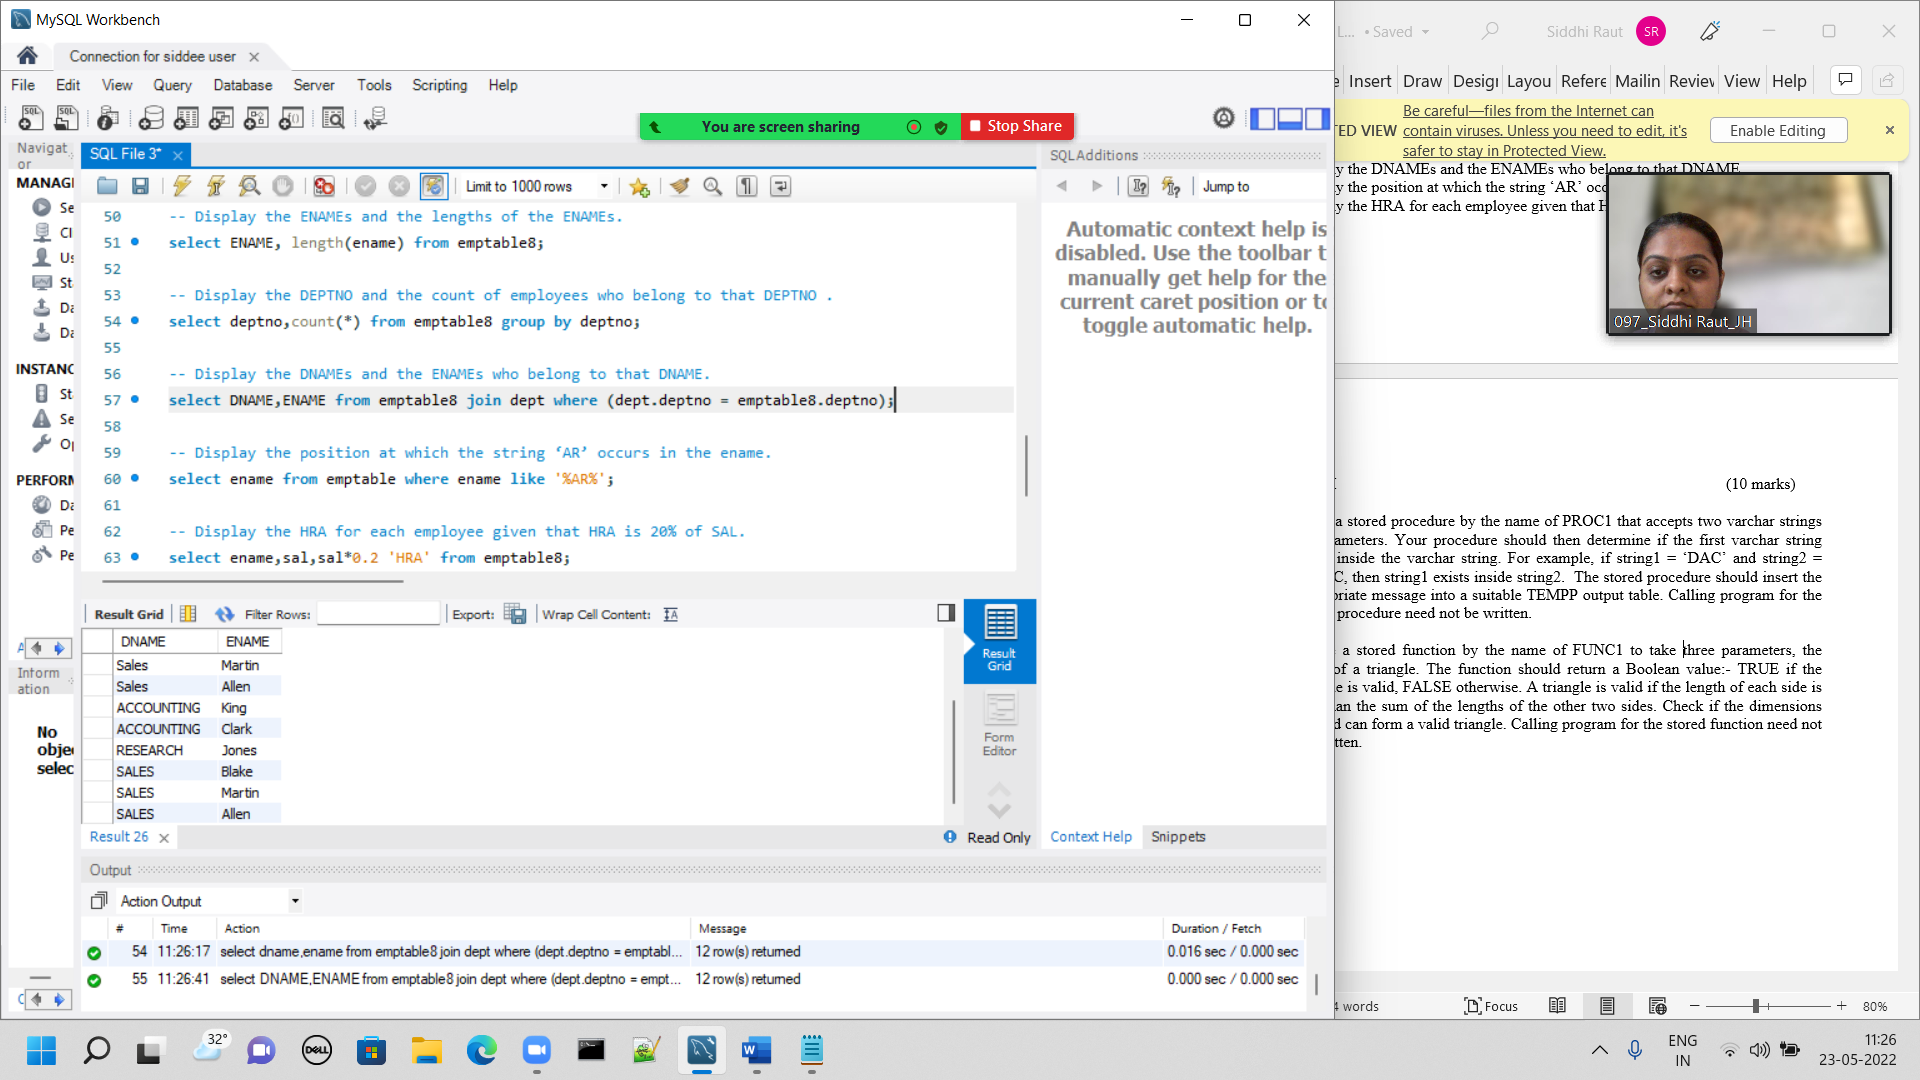 MySQL Workbench
Connection for siddee user
File Edit View Query Database Server Tools Scripting Help
You are screen sharing
Stop Share
Navigat
or
SQL File 3*
SQLAdditions
MANAGI
Limit to 1000 rows
Jump to
Se
Cl
Us
St
Da
Da
INSTANC
St
Se
Op
PERFORM
Da
Pe
Pe
50 -- Display the ENAMEs and the lengths of the ENAMEs.
51 select ENAME, length(ename) from emptable8;
52
53 -- Display the DEPTNO and the count of employees who belong to that DEPTNO .
54 select deptno,count(*) from emptable8 group by deptno;
55
56 -- Display the DNAMEs and the ENAMEs who belong to that DNAME.
57 select DNAME,ENAME from emptable8 join dept where (dept.deptno = emptable8.deptno);
58
59 -- Display the position at which the string ‘AR’ occurs in the ename.
60 select ename from emptable where ename like '%AR%';
61
62 -- Display the HRA for each employee given that HRA is 20% of SAL.
63 select ename,sal,sal*0.2 'HRA' from emptable8;
Automatic context help is
disabled. Use the toolbar t
manually get help for the
current caret position or to
toggle automatic help.
A
Inform
ation
No
obje
selec
Result Grid Filter Rows: Export: Wrap Cell Content:
DNAME ENAME
Sales Martin
Sales Allen
ACCOUNTING King
ACCOUNTING Clark
RESEARCH Jones
SALES Blake
SALES Martin
SALES Allen
Result
Grid
Form
Editor
Result 26
Read Only
Context Help Snippets
Output
Action Output
# Time Action Message Duration / Fetch
54 11:26:17 select dname,ename from emptable8 join dept where (dept.deptno = emptabl... 12 row(s) returned 0.016 sec / 0.000 sec
55 11:26:41 select DNAME,ENAME from emptable8 join dept where (dept.deptno = empt... 12 row(s) returned 0.000 sec / 0.000 sec
L... • Saved
Siddhi Raut SR
e Insert Draw Desigi Layou Refere Mailin Reviev View Help
TED VIEW Be careful—files from the Internet can
contain viruses. Unless you need to edit, it's
safer to stay in Protected View.
Enable Editing
y the DNAMEs and the ENAMEs who belong to that DNAME
y the position at which the string ‘AR’ occ
y the HRA for each employee given that H
097_Siddhi Raut_JH
(10 marks)
a stored procedure by the name of PROC1 that accepts two varchar strings
ameters. Your procedure should then determine if the first varchar string
inside the varchar string. For example, if string1 = ‘DAC’ and string2 =
C, then string1 exists inside string2. The stored procedure should insert the
priate message into a suitable TEMPP output table. Calling program for the
procedure need not be written.
a stored function by the name of FUNC1 to take three parameters, the
of a triangle. The function should return a Boolean value:- TRUE if the
e is valid, FALSE otherwise. A triangle is valid if the length of each side is
an the sum of the lengths of the other two sides. Check if the dimensions
d can form a valid triangle. Calling program for the stored function need not
tten.
4 words
Focus
80%
32°
DELL
ENG
IN
11:26
23-05-2022